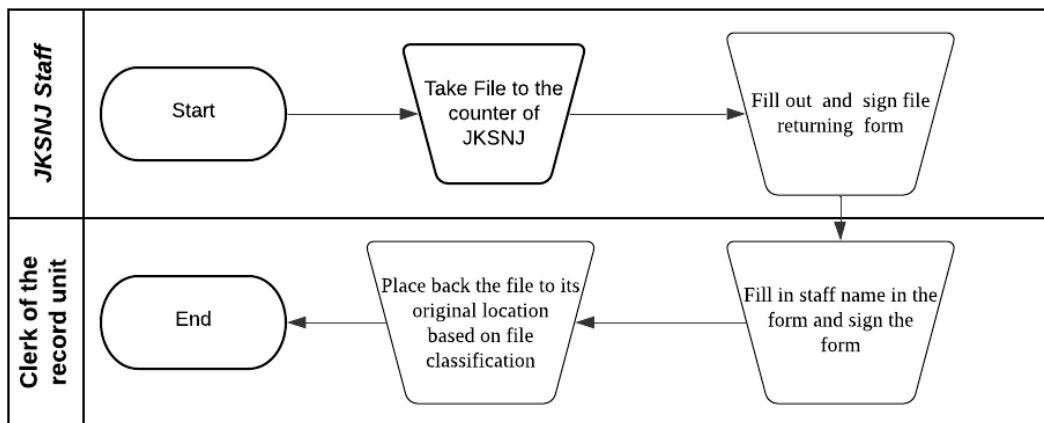 JKSNJ Staff
Start
Take File to the
counter of
JKSNJ
Fill out and sign file
returning form
Clerk of the
record unit
End
Place back the file to its
original location
based on file
classification
Fill in staff name in the
form and sign the
form